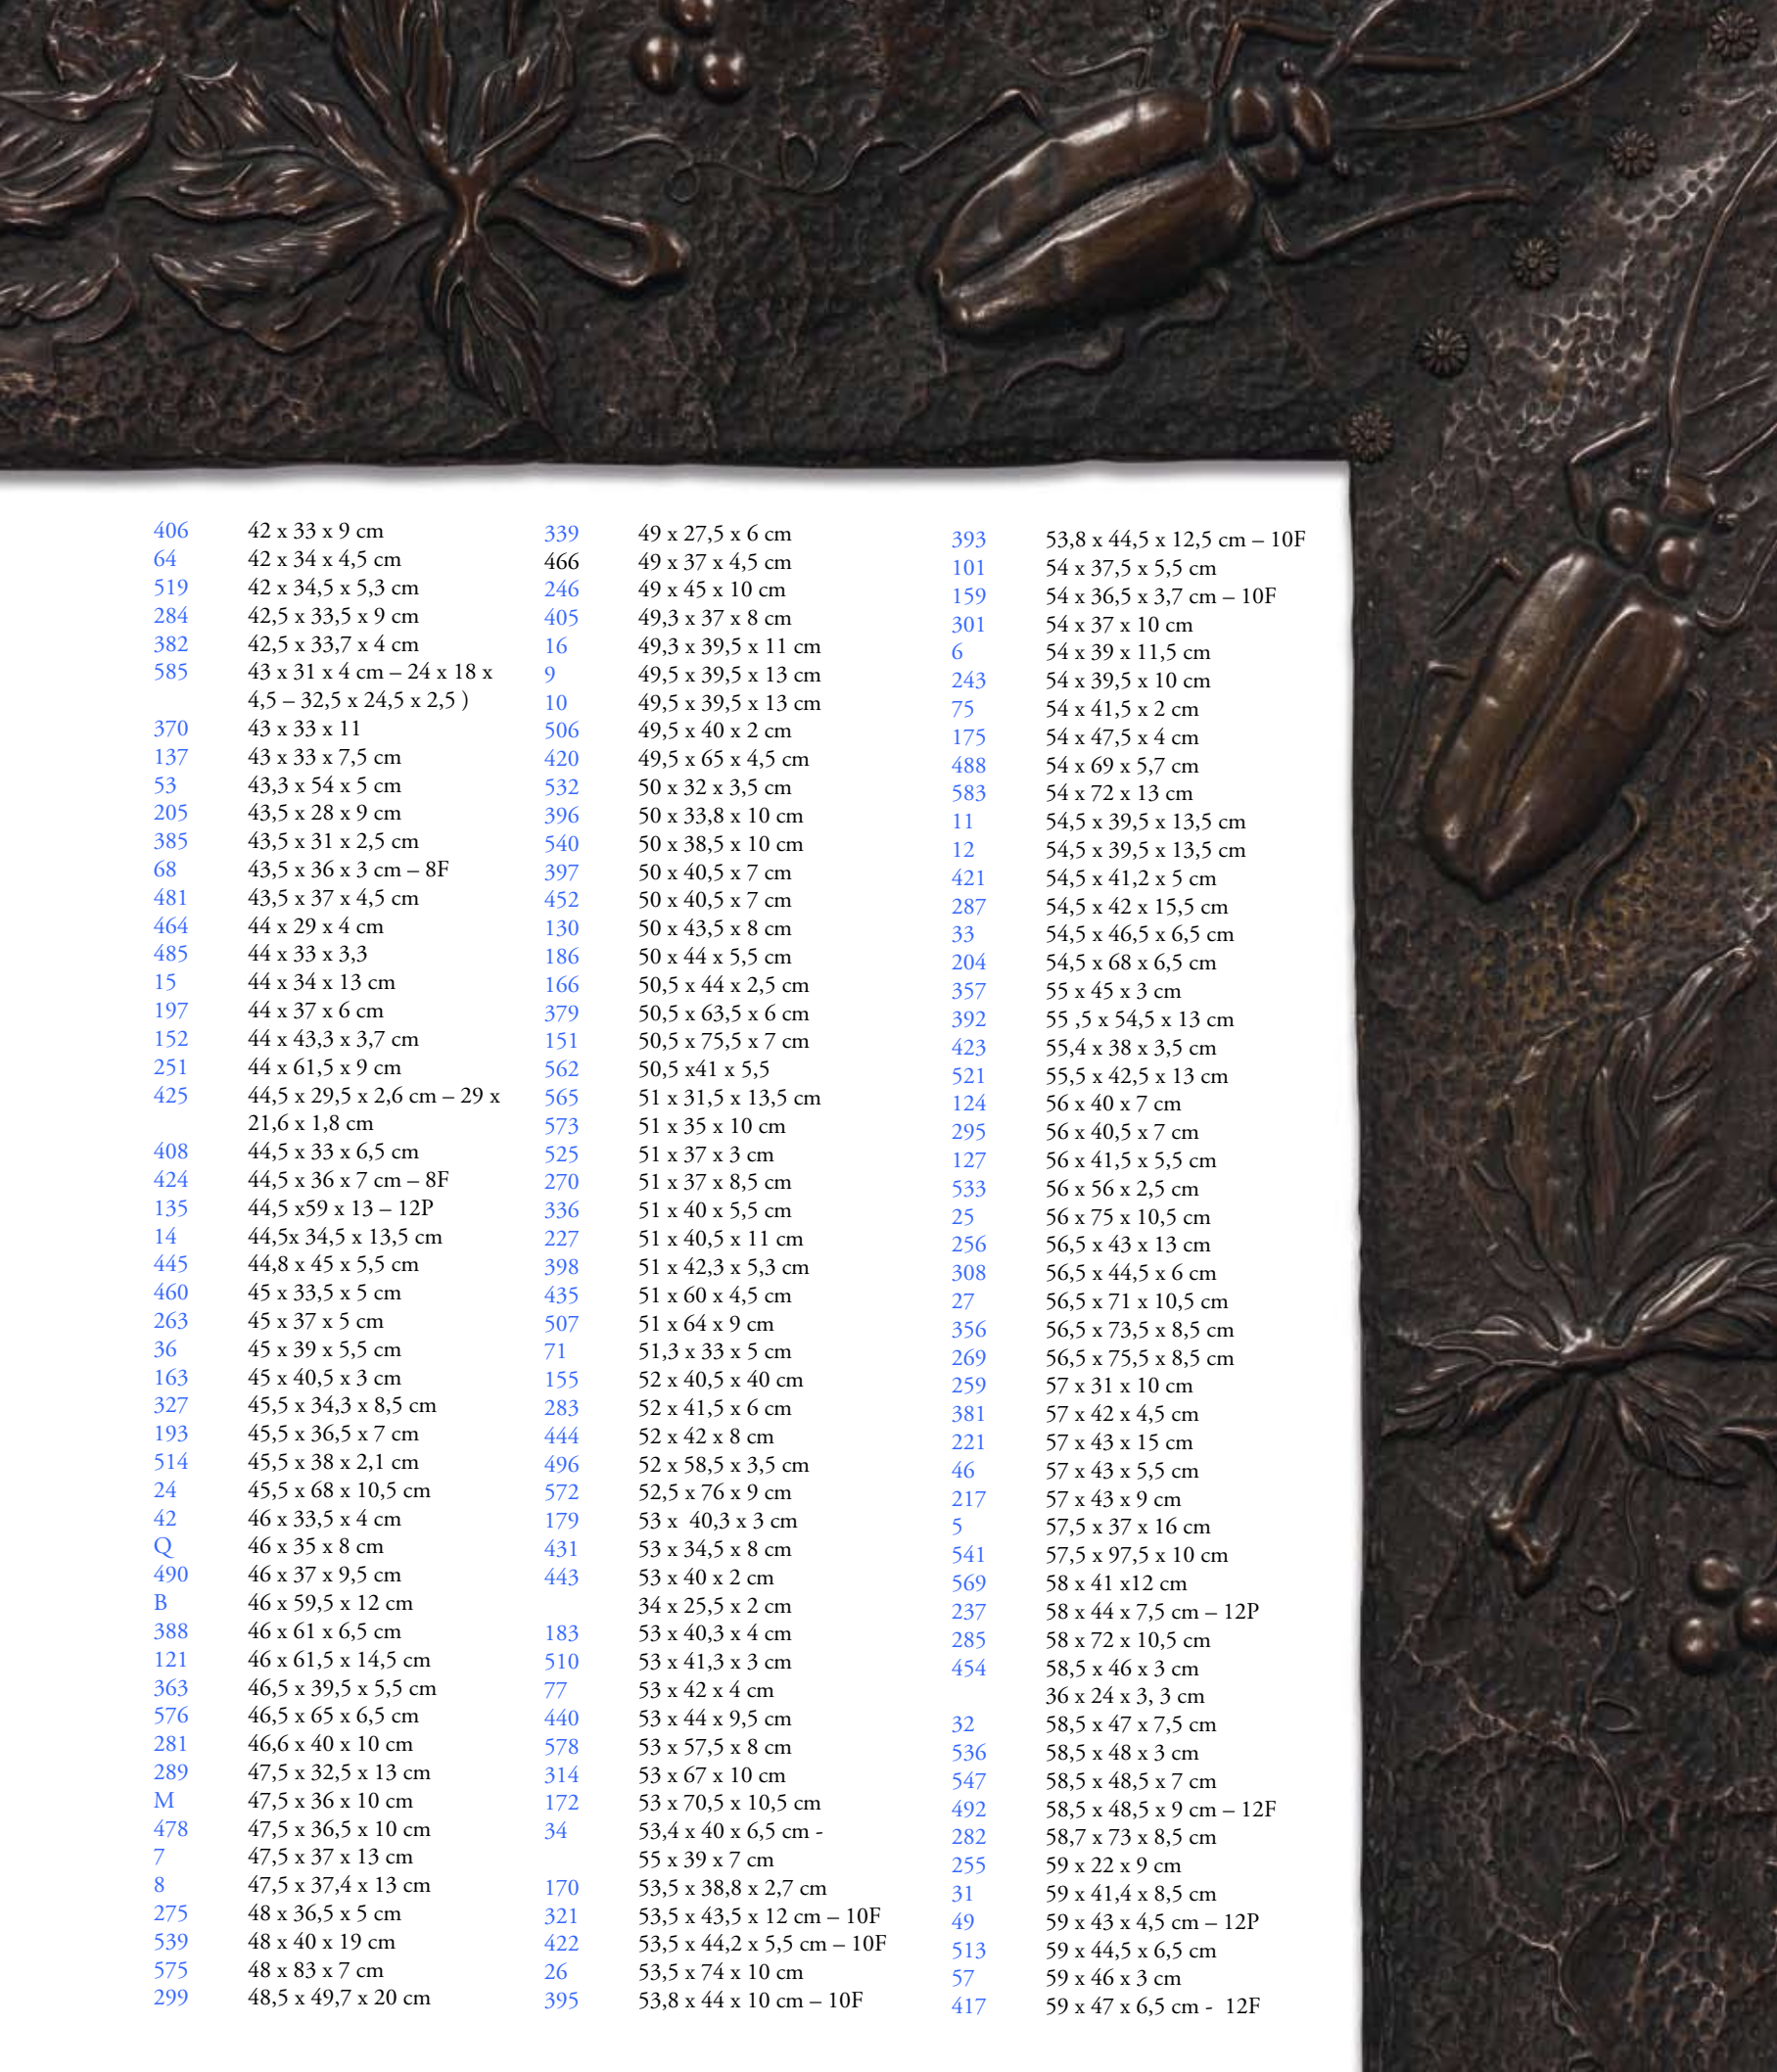 406 42 x 33 x 9 cm
64 42 x 34 x 4,5 cm
519 42 x 34,5 x 5,3 cm
284 42,5 x 33,5 x 9 cm
382 42,5 x 33,7 x 4 cm
585 43 x 31 x 4 cm – 24 x 18 x
4,5 – 32,5 x 24,5 x 2,5 )
370 43 x 33 x 11
137 43 x 33 x 7,5 cm
53 43,3 x 54 x 5 cm
205 43,5 x 28 x 9 cm
385 43,5 x 31 x 2,5 cm
68 43,5 x 36 x 3 cm – 8F
481 43,5 x 37 x 4,5 cm
464 44 x 29 x 4 cm
485 44 x 33 x 3,3
15 44 x 34 x 13 cm
197 44 x 37 x 6 cm
152 44 x 43,3 x 3,7 cm
251 44 x 61,5 x 9 cm
425 44,5 x 29,5 x 2,6 cm – 29 x
21,6 x 1,8 cm
408 44,5 x 33 x 6,5 cm
424 44,5 x 36 x 7 cm – 8F
135 44,5 x59 x 13 – 12P
14 44,5x 34,5 x 13,5 cm
445 44,8 x 45 x 5,5 cm
460 45 x 33,5 x 5 cm
263 45 x 37 x 5 cm
36 45 x 39 x 5,5 cm
163 45 x 40,5 x 3 cm
327 45,5 x 34,3 x 8,5 cm
193 45,5 x 36,5 x 7 cm
514 45,5 x 38 x 2,1 cm
24 45,5 x 68 x 10,5 cm
42 46 x 33,5 x 4 cm
Q 46 x 35 x 8 cm
490 46 x 37 x 9,5 cm
B 46 x 59,5 x 12 cm
388 46 x 61 x 6,5 cm
121 46 x 61,5 x 14,5 cm
363 46,5 x 39,5 x 5,5 cm
576 46,5 x 65 x 6,5 cm
281 46,6 x 40 x 10 cm
289 47,5 x 32,5 x 13 cm
M 47,5 x 36 x 10 cm
478 47,5 x 36,5 x 10 cm
7 47,5 x 37 x 13 cm
8 47,5 x 37,4 x 13 cm
275 48 x 36,5 x 5 cm
539 48 x 40 x 19 cm
575 48 x 83 x 7 cm
299 48,5 x 49,7 x 20 cm
339 49 x 27,5 x 6 cm
466 49 x 37 x 4,5 cm
246 49 x 45 x 10 cm
405 49,3 x 37 x 8 cm
16 49,3 x 39,5 x 11 cm
9 49,5 x 39,5 x 13 cm
10 49,5 x 39,5 x 13 cm
506 49,5 x 40 x 2 cm
420 49,5 x 65 x 4,5 cm
532 50 x 32 x 3,5 cm
396 50 x 33,8 x 10 cm
540 50 x 38,5 x 10 cm
397 50 x 40,5 x 7 cm
452 50 x 40,5 x 7 cm
130 50 x 43,5 x 8 cm
186 50 x 44 x 5,5 cm
166 50,5 x 44 x 2,5 cm
379 50,5 x 63,5 x 6 cm
151 50,5 x 75,5 x 7 cm
562 50,5 x41 x 5,5
565 51 x 31,5 x 13,5 cm
573 51 x 35 x 10 cm
525 51 x 37 x 3 cm
270 51 x 37 x 8,5 cm
336 51 x 40 x 5,5 cm
227 51 x 40,5 x 11 cm
398 51 x 42,3 x 5,3 cm
435 51 x 60 x 4,5 cm
507 51 x 64 x 9 cm
71 51,3 x 33 x 5 cm
155 52 x 40,5 x 40 cm
283 52 x 41,5 x 6 cm
444 52 x 42 x 8 cm
496 52 x 58,5 x 3,5 cm
572 52,5 x 76 x 9 cm
179 53 x 40,3 x 3 cm
431 53 x 34,5 x 8 cm
443 53 x 40 x 2 cm
34 x 25,5 x 2 cm
183 53 x 40,3 x 4 cm
510 53 x 41,3 x 3 cm
77 53 x 42 x 4 cm
440 53 x 44 x 9,5 cm
578 53 x 57,5 x 8 cm
314 53 x 67 x 10 cm
172 53 x 70,5 x 10,5 cm
34 53,4 x 40 x 6,5 cm -
55 x 39 x 7 cm
170 53,5 x 38,8 x 2,7 cm
321 53,5 x 43,5 x 12 cm – 10F
422 53,5 x 44,2 x 5,5 cm – 10F
26 53,5 x 74 x 10 cm
395 53,8 x 44 x 10 cm – 10F
393 53,8 x 44,5 x 12,5 cm – 10F
101 54 x 37,5 x 5,5 cm
159 54 x 36,5 x 3,7 cm – 10F
301 54 x 37 x 10 cm
6 54 x 39 x 11,5 cm
243 54 x 39,5 x 10 cm
75 54 x 41,5 x 2 cm
175 54 x 47,5 x 4 cm
488 54 x 69 x 5,7 cm
583 54 x 72 x 13 cm
11 54,5 x 39,5 x 13,5 cm
12 54,5 x 39,5 x 13,5 cm
421 54,5 x 41,2 x 5 cm
287 54,5 x 42 x 15,5 cm
33 54,5 x 46,5 x 6,5 cm
204 54,5 x 68 x 6,5 cm
357 55 x 45 x 3 cm
392 55 ,5 x 54,5 x 13 cm
423 55,4 x 38 x 3,5 cm
521 55,5 x 42,5 x 13 cm
124 56 x 40 x 7 cm
295 56 x 40,5 x 7 cm
127 56 x 41,5 x 5,5 cm
533 56 x 56 x 2,5 cm
25 56 x 75 x 10,5 cm
256 56,5 x 43 x 13 cm
308 56,5 x 44,5 x 6 cm
27 56,5 x 71 x 10,5 cm
356 56,5 x 73,5 x 8,5 cm
269 56,5 x 75,5 x 8,5 cm
259 57 x 31 x 10 cm
381 57 x 42 x 4,5 cm
221 57 x 43 x 15 cm
46 57 x 43 x 5,5 cm
217 57 x 43 x 9 cm
5 57,5 x 37 x 16 cm
541 57,5 x 97,5 x 10 cm
569 58 x 41 x12 cm
237 58 x 44 x 7,5 cm – 12P
285 58 x 72 x 10,5 cm
454 58,5 x 46 x 3 cm
36 x 24 x 3, 3 cm
32 58,5 x 47 x 7,5 cm
536 58,5 x 48 x 3 cm
547 58,5 x 48,5 x 7 cm
492 58,5 x 48,5 x 9 cm – 12F
282 58,7 x 73 x 8,5 cm
255 59 x 22 x 9 cm
31 59 x 41,4 x 8,5 cm
49 59 x 43 x 4,5 cm – 12P
513 59 x 44,5 x 6,5 cm
57 59 x 46 x 3 cm
417 59 x 47 x 6,5 cm - 12F